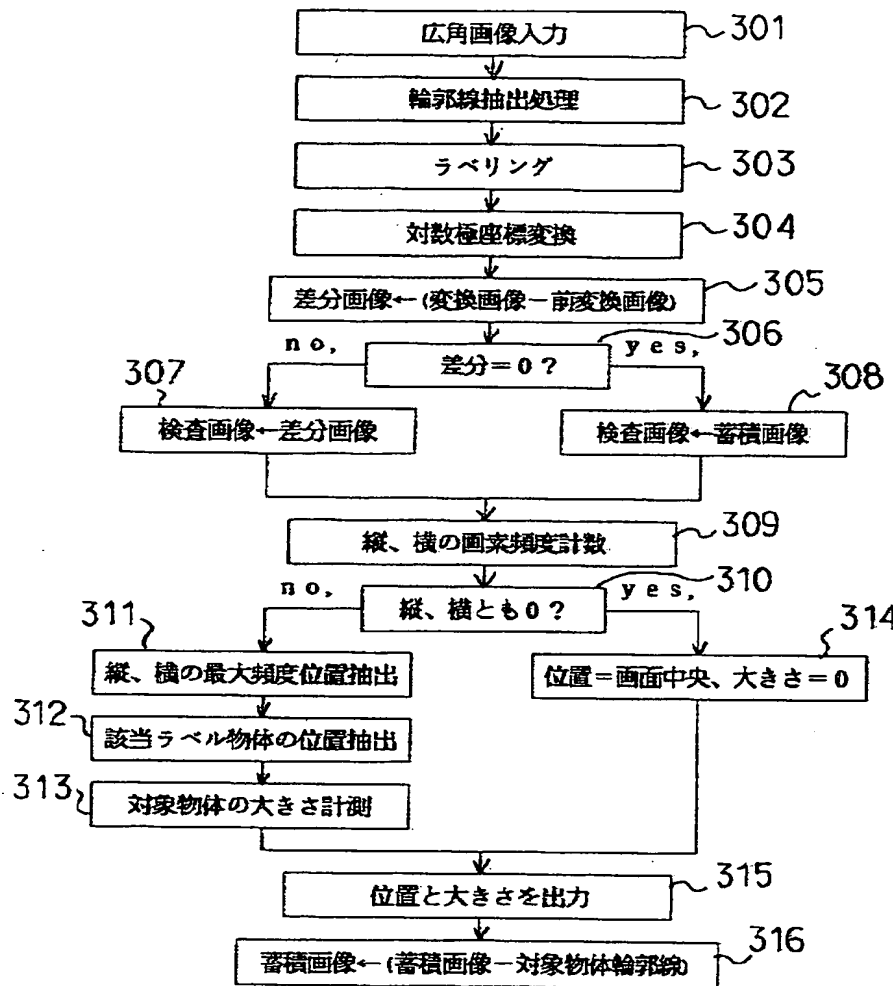 広角画像入力 301
輪郭線抽出処理 302
ラベリング 303
対数極座標変換 304
差分画像←(変換画像−前変換画像) 305
306
no, 差分=0? yes,
307 308
検査画像←差分画像 検査画像←蓄積画像
縦、横の画素頻度計数 309
310
no, 縦、横とも0? yes,
311 314
縦、横の最大頻度位置抽出 位置=画面中央、大きさ=0
312 該当ラベル物体の位置抽出
313 対象物体の大きさ計測
位置と大きさを出力 315
蓄積画像←(蓄積画像−対象物体輪郭線) 316